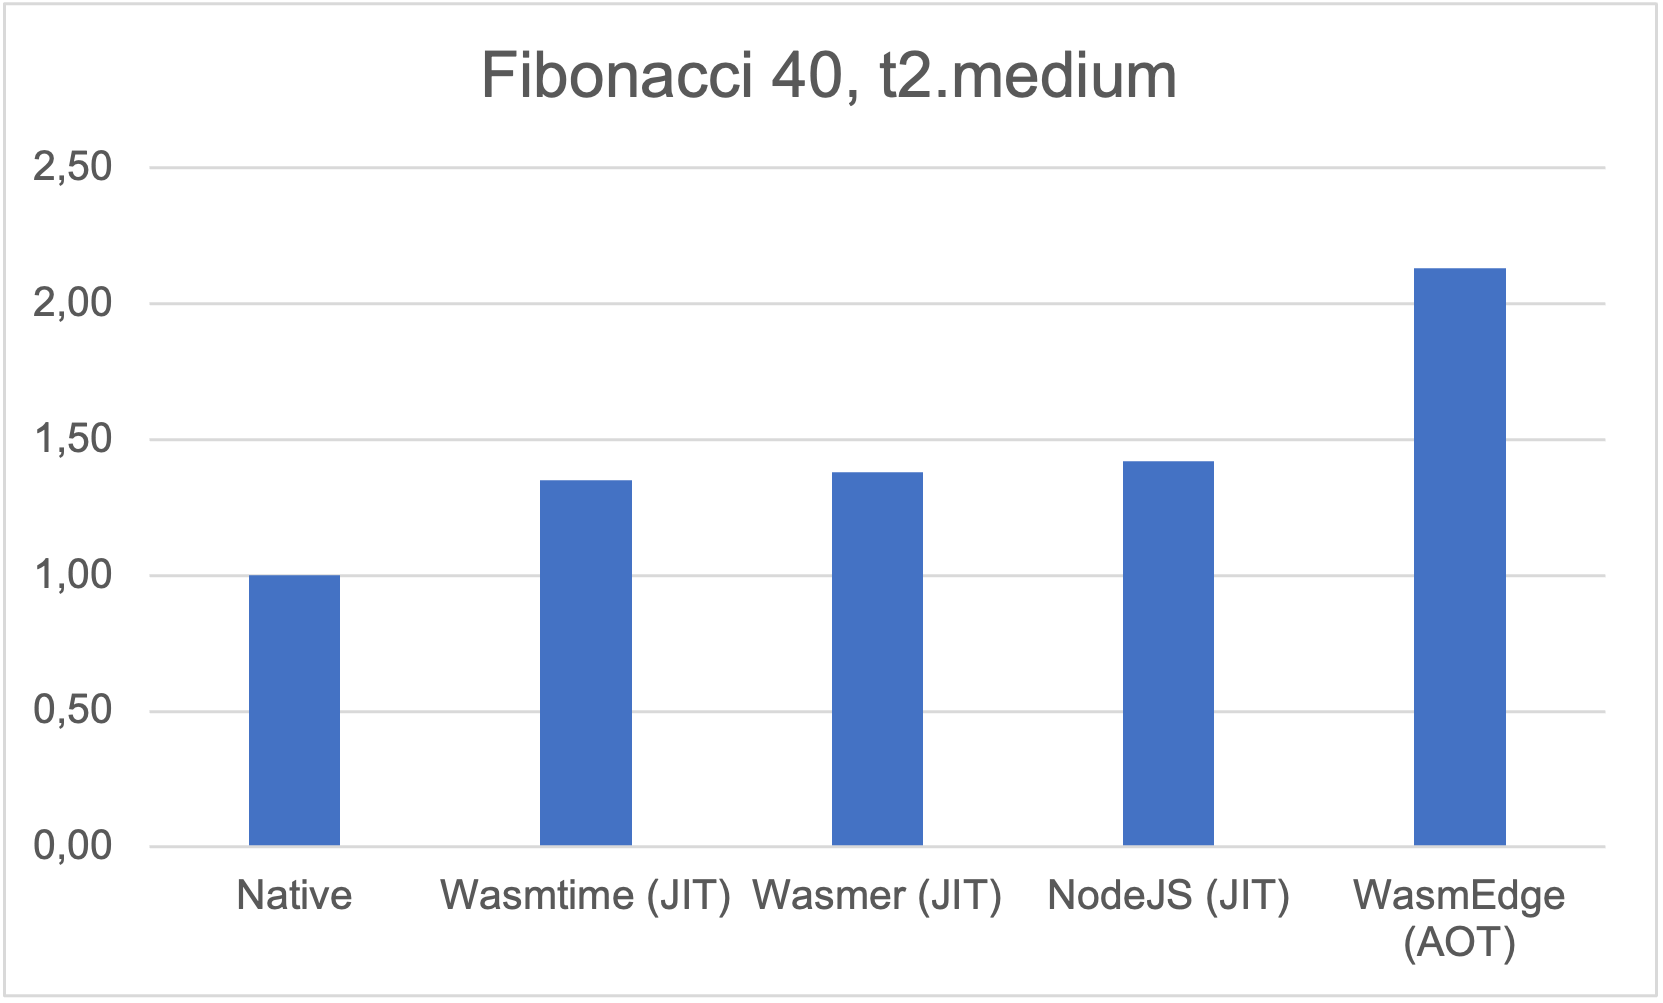 Fibonacci 40, t2.medium
2,50
2,00
1,50
1,00
0,50
0,00
Native
Wasmtime (JIT)
Wasmer (JIT)
NodeJS (JIT)
WasmEdge
(AOT)